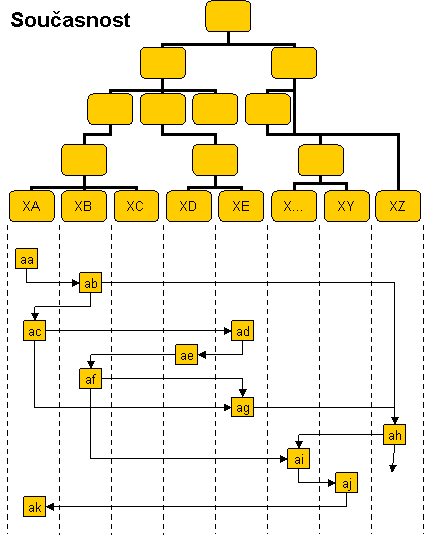 Současnost
XA XB XC XD XE X... XY XZ
aa
ab
ac ad
ae
af
ag
ah
ai
aj
ak